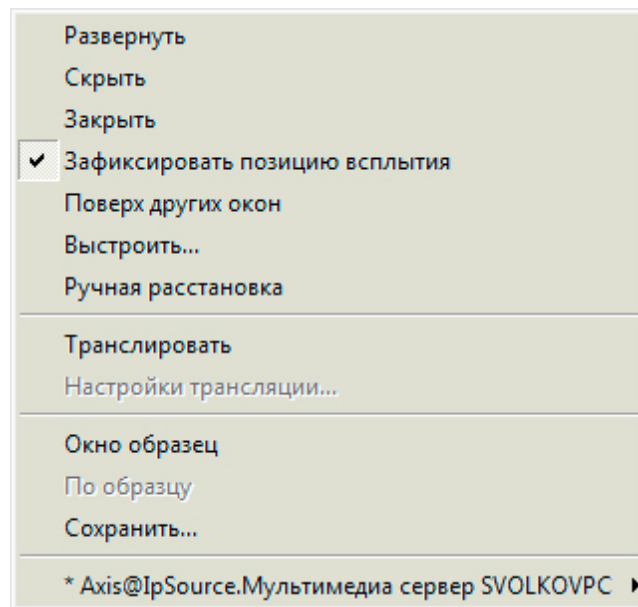 Развернуть
Скрыть
Закрыть
Зафиксировать позицию всплытия
Поверх других окон
Выстроить...
Ручная расстановка
Транслировать
Настройки трансляции...
Окно образец
По образцу
Сохранить...
* Axis@IpSource.Мультимедиа сервер SVOLKOVPC